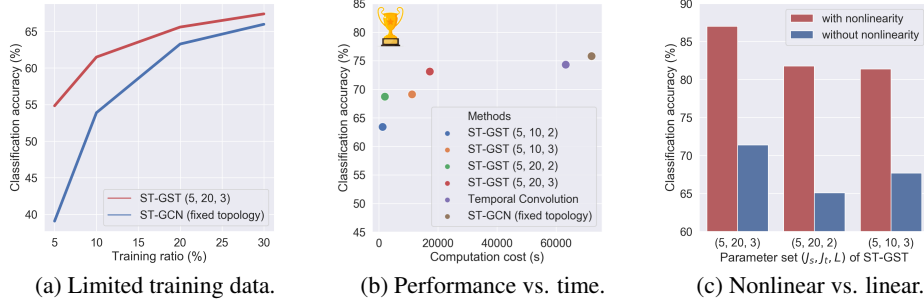 65
60
55
50
45
40
Classification accuracy (%)
ST-GST (5, 20, 3)
ST-GCN (fixed topology)
5 10 20 30
Training ratio (%)
(a) Limited training data.
85
80
75
70
65
60
55
50
45
Classification accuracy (%)
Methods
ST-GST (5, 10, 2)
ST-GST (5, 10, 3)
ST-GST (5, 20, 2)
ST-GST (5, 20, 3)
Temporal Convolution
ST-GCN (fixed topology)
0 20000 40000 60000
Computation cost (s)
(b) Performance vs. time.
90
85
80
75
70
65
60
Classification accuracy (%)
with nonlinearity
without nonlinearity
(5, 20, 3) (5, 20, 2) (5, 10, 3)
Parameter set (J_s, J_t, L) of ST-GST
(c) Nonlinear vs. linear.